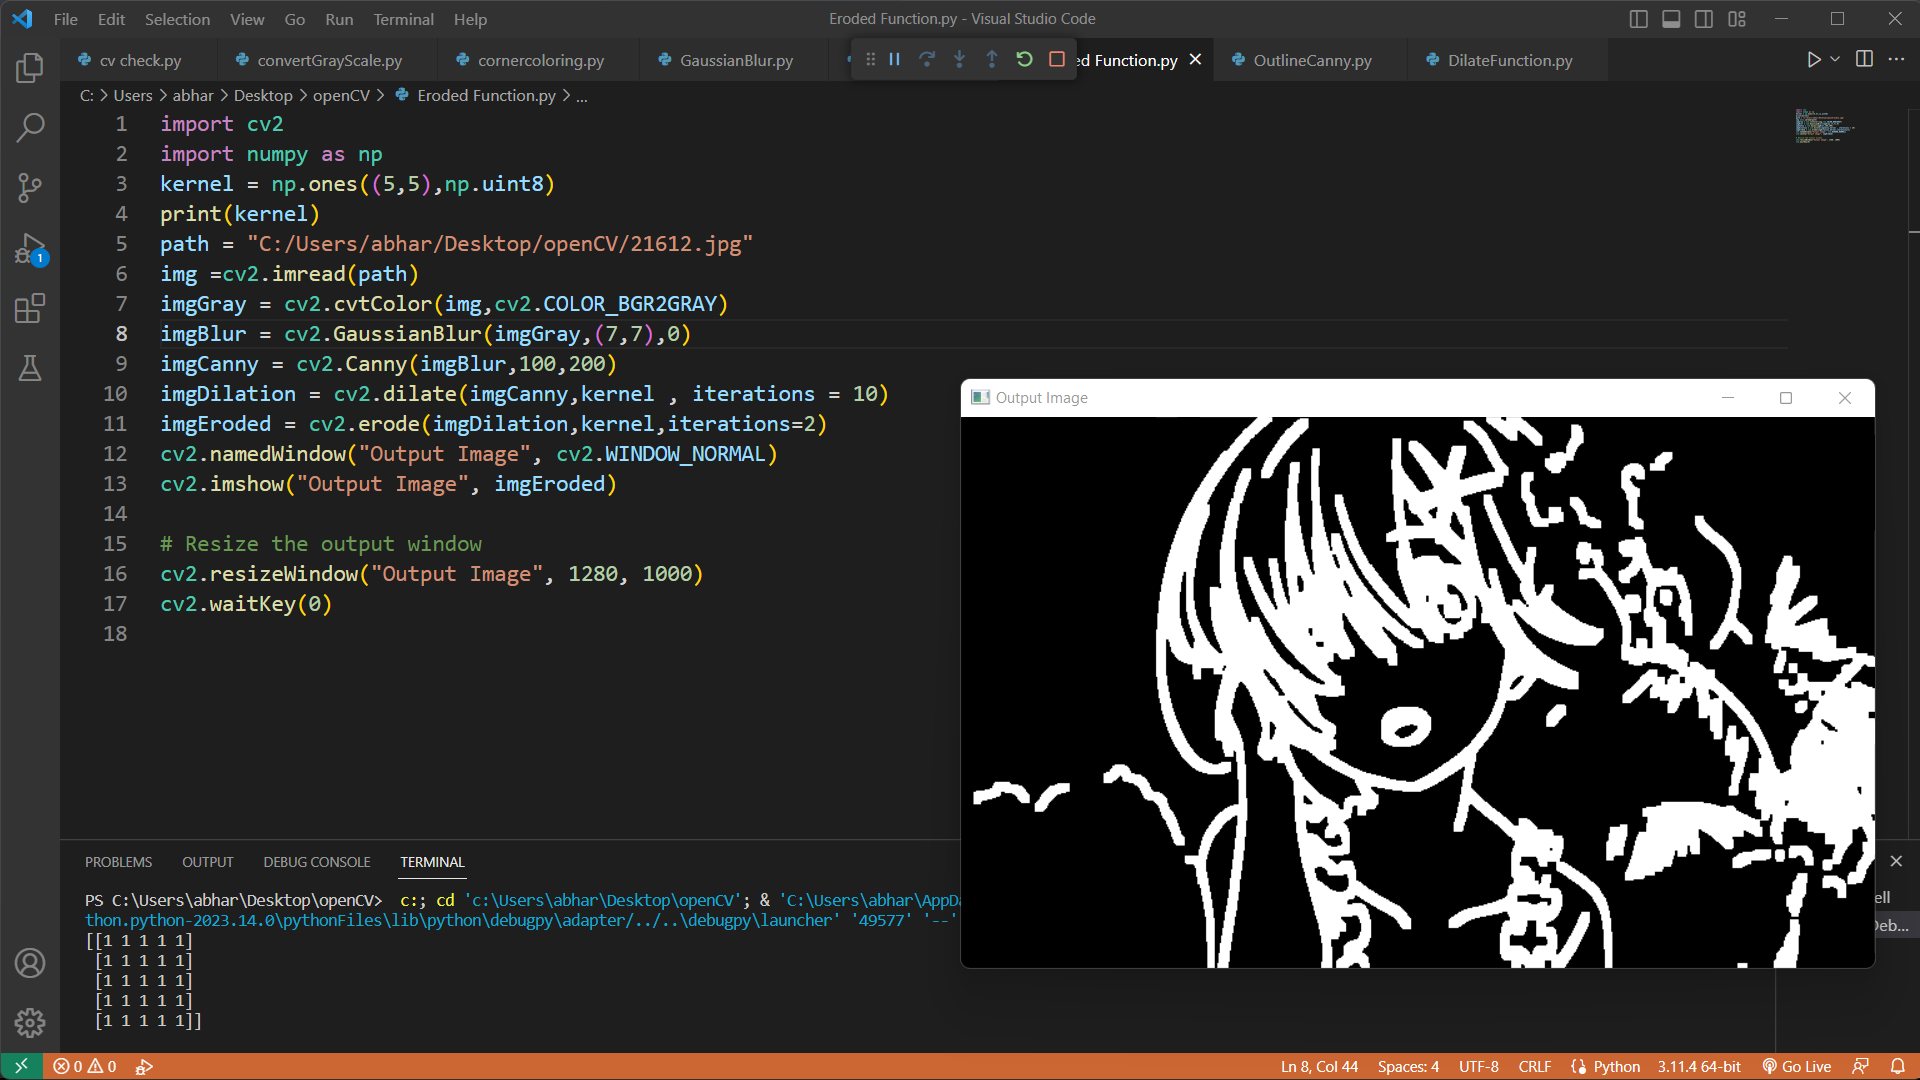 File Edit Selection View Go Run Terminal Help
Eroded Function.py - Visual Studio Code
cv check.py convertGrayScale.py cornercoloring.py GaussianBlur.py ed Function.py OutlineCanny.py DilateFunction.py
C: > Users > abhar > Desktop > openCV > Eroded Function.py > ...
1 import cv2
2 import numpy as np
3 kernel = np.ones((5,5),np.uint8)
4 print(kernel)
5 path = "C:/Users/abhar/Desktop/openCV/21612.jpg"
6 img =cv2.imread(path)
7 imgGray = cv2.cvtColor(img,cv2.COLOR_BGR2GRAY)
8 imgBlur = cv2.GaussianBlur(imgGray,(7,7),0)
9 imgCanny = cv2.Canny(imgBlur,100,200)
10 imgDilation = cv2.dilate(imgCanny,kernel , iterations = 10)
11 imgEroded = cv2.erode(imgDilation,kernel,iterations=2)
12 cv2.namedWindow("Output Image", cv2.WINDOW_NORMAL)
13 cv2.imshow("Output Image", imgEroded)
14
15 # Resize the output window
16 cv2.resizeWindow("Output Image", 1280, 1000)
17 cv2.waitKey(0)
18
1
Output Image
PROBLEMS OUTPUT DEBUG CONSOLE TERMINAL
PS C:\Users\abhar\Desktop\openCV> c:; cd 'c:\Users\abhar\Desktop\openCV'; & 'C:\Users\abhar\AppDa
thon.python-2023.14.0\pythonFiles\lib\python\debugpy\adapter/../..\debugpy\launcher' '49577' '--'
[[1 1 1 1 1]
[1 1 1 1 1]
[1 1 1 1 1]
[1 1 1 1 1]
[1 1 1 1 1]]
ell
Deb...
0 0
Ln 8, Col 44 Spaces: 4 UTF-8 CRLF Python 3.11.4 64-bit Go Live